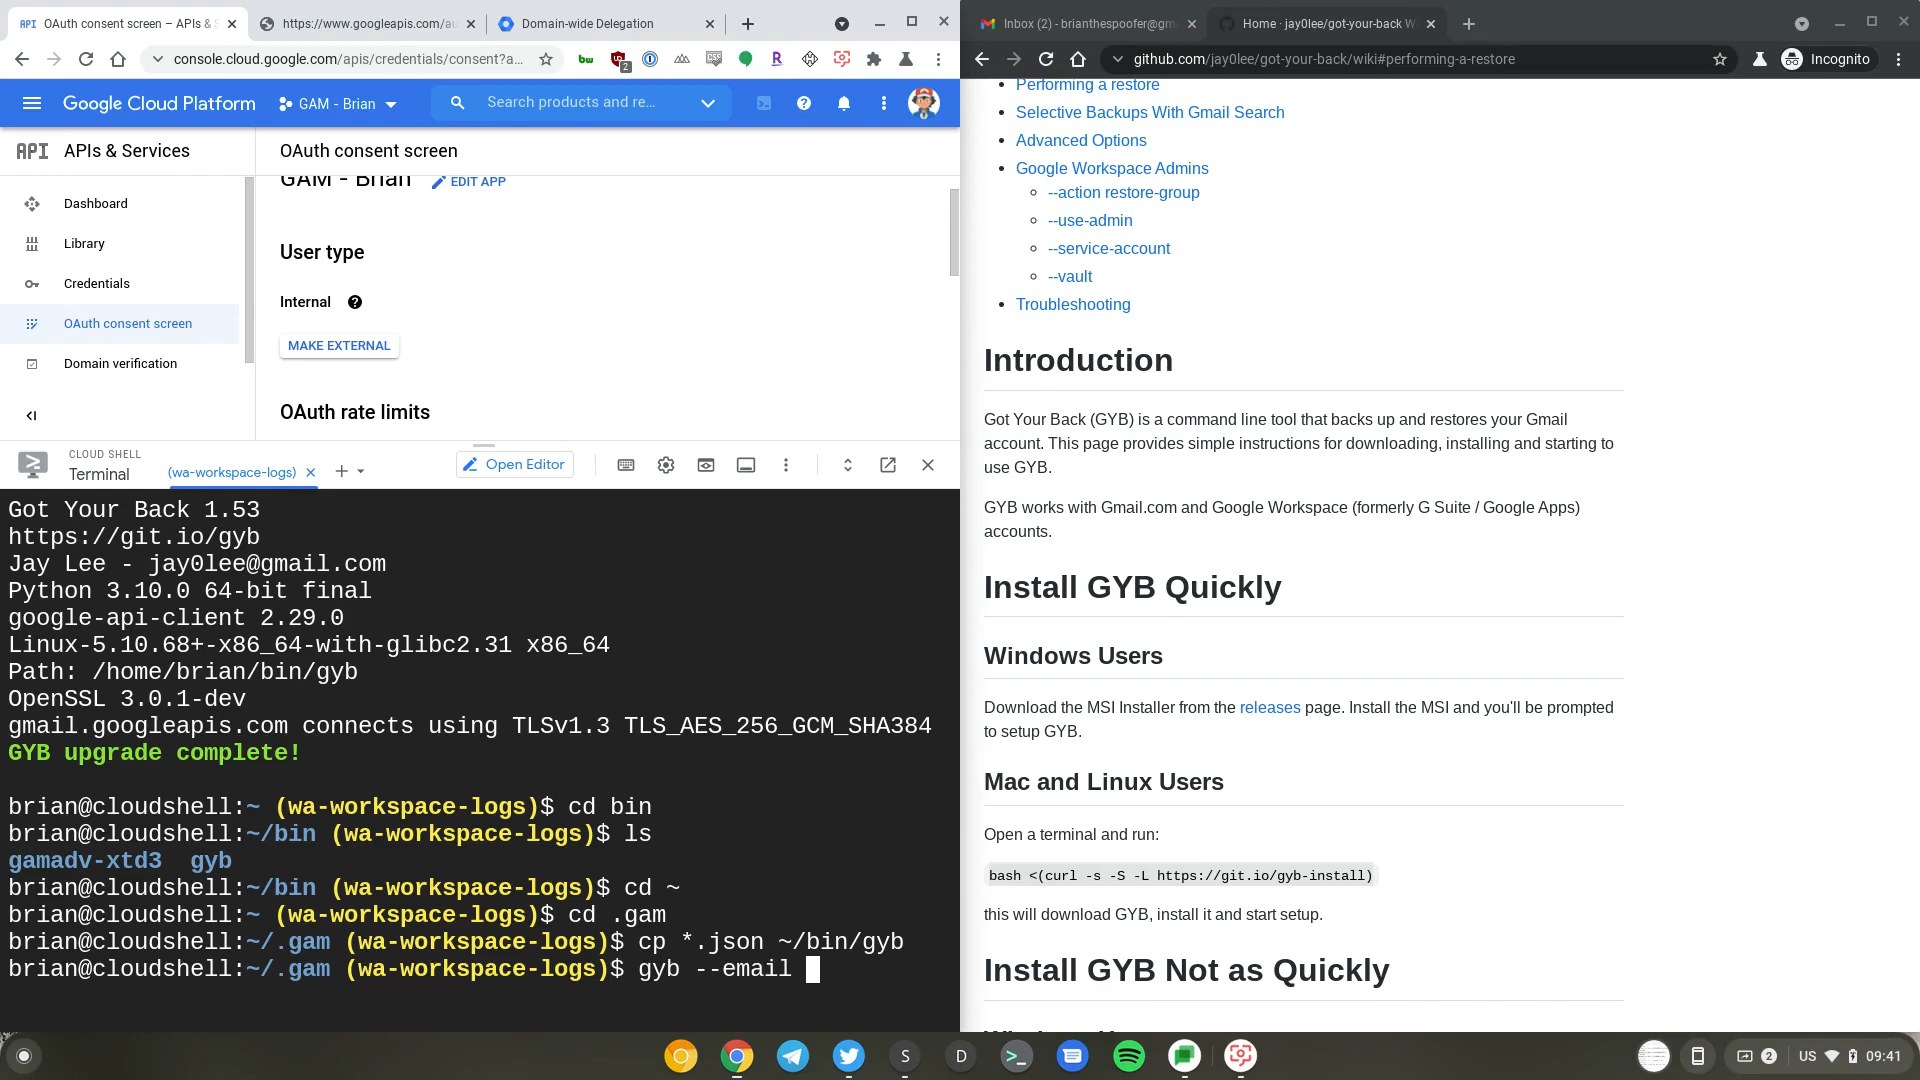 API OAuth consent screen – APIs & S
https://www.googleapis.com/au
Domain-wide Delegation
console.cloud.google.com/apis/credentials/consent?a...
bw
2
R
Google Cloud Platform
GAM - Brian
Search products and re...
API APIs & Services
OAuth consent screen
Dashboard
Library
Credentials
OAuth consent screen
Domain verification
GAM - Brian
EDIT APP
User type
Internal
MAKE EXTERNAL
OAuth rate limits
CLOUD SHELL
Terminal
(wa-workspace-logs)
Open Editor
Got Your Back 1.53
https://git.io/gyb
Jay Lee - jay0lee@gmail.com
Python 3.10.0 64-bit final
google-api-client 2.29.0
Linux-5.10.68+-x86_64-with-glibc2.31 x86_64
Path: /home/brian/bin/gyb
OpenSSL 3.0.1-dev
gmail.googleapis.com connects using TLSv1.3 TLS_AES_256_GCM_SHA384
GYB upgrade complete!
brian@cloudshell:~ (wa-workspace-logs)$ cd bin
brian@cloudshell:~/bin (wa-workspace-logs)$ ls
gamadv-xtd3 gyb
brian@cloudshell:~/bin (wa-workspace-logs)$ cd ~
brian@cloudshell:~ (wa-workspace-logs)$ cd .gam
brian@cloudshell:~/.gam (wa-workspace-logs)$ cp *.json ~/bin/gyb
brian@cloudshell:~/.gam (wa-workspace-logs)$ gyb --email
Inbox (2) - brianthespoofer@gm
Home · jay0lee/got-your-back W
github.com/jay0lee/got-your-back/wiki#performing-a-restore
Incognito
Performing a restore
Selective Backups With Gmail Search
Advanced Options
Google Workspace Admins
--action restore-group
--use-admin
--service-account
--vault
Troubleshooting
Introduction
Got Your Back (GYB) is a command line tool that backs up and restores your Gmail
account. This page provides simple instructions for downloading, installing and starting to
use GYB.
GYB works with Gmail.com and Google Workspace (formerly G Suite / Google Apps)
accounts.
Install GYB Quickly
Windows Users
Download the MSI Installer from the releases page. Install the MSI and you'll be prompted
to setup GYB.
Mac and Linux Users
Open a terminal and run:
bash <(curl -s -S -L https://git.io/gyb-install)
this will download GYB, install it and start setup.
Install GYB Not as Quickly
S
D
2
US
09:41